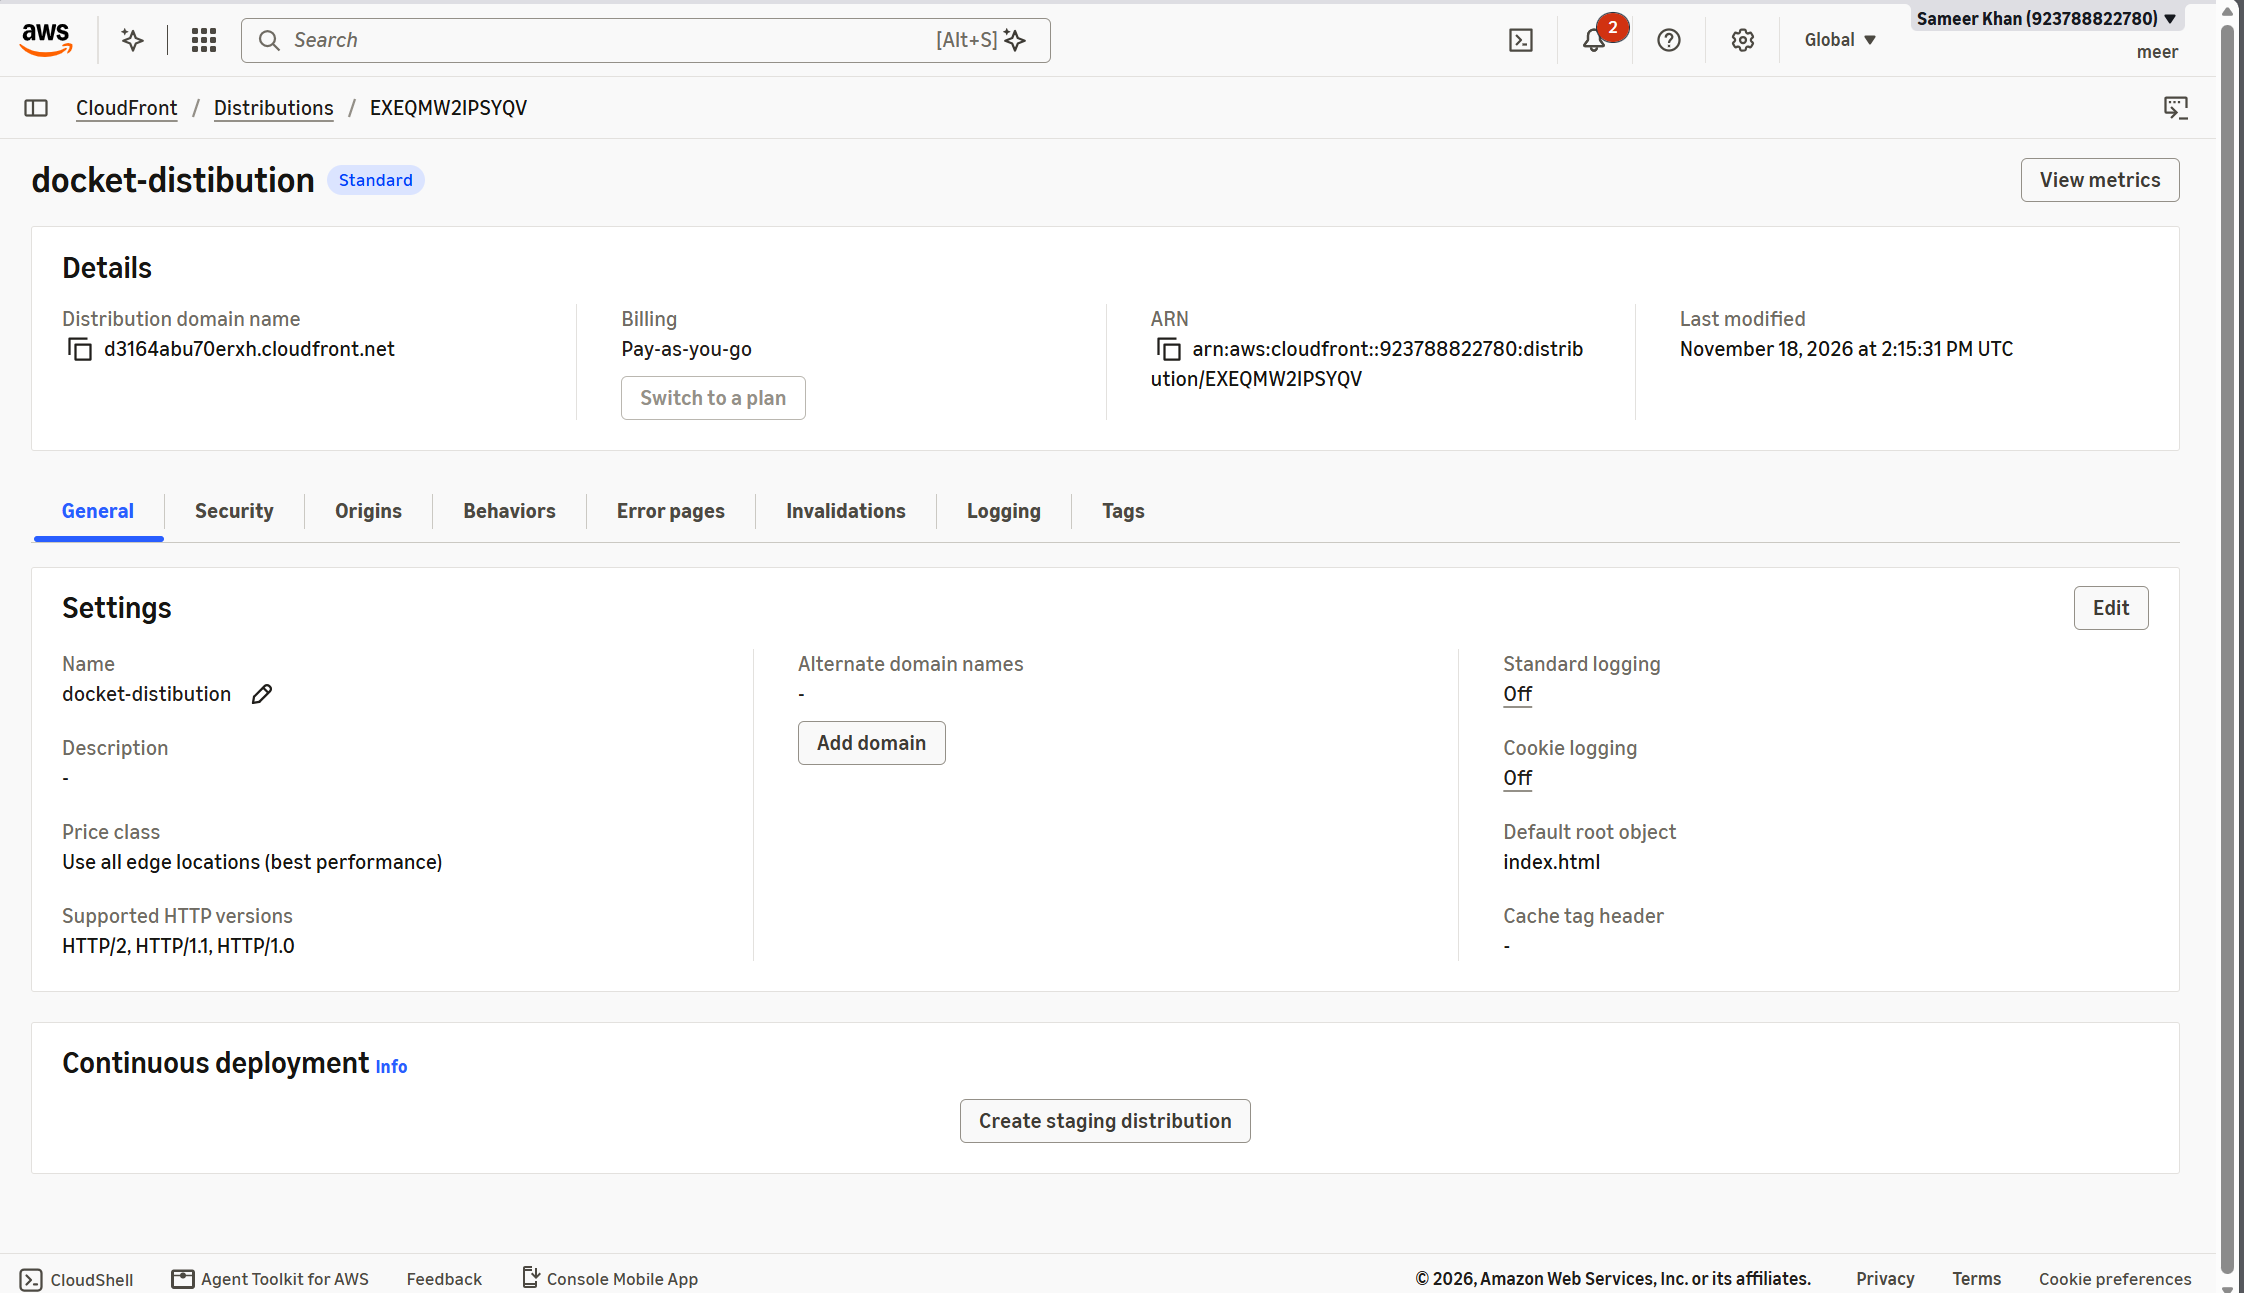 aws
Search [Alt+S]
2
Global
Sameer Khan (923788822780)
meer
CloudFront / Distributions / EXEQMW2IPSYQV
docket-distibution Standard
View metrics
Details
Distribution domain name
d3164abu70erxh.cloudfront.net
Billing
Pay-as-you-go
Switch to a plan
ARN
arn:aws:cloudfront::923788822780:distrib
ution/EXEQMW2IPSYQV
Last modified
November 18, 2026 at 2:15:31 PM UTC
General Security Origins Behaviors Error pages Invalidations Logging Tags
Settings
Edit
Name
docket-distibution
Description
-
Price class
Use all edge locations (best performance)
Supported HTTP versions
HTTP/2, HTTP/1.1, HTTP/1.0
Alternate domain names
-
Add domain
Standard logging
Off
Cookie logging
Off
Default root object
index.html
Cache tag header
-
Continuous deployment Info
Create staging distribution
CloudShell Agent Toolkit for AWS Feedback Console Mobile App © 2026, Amazon Web Services, Inc. or its affiliates. Privacy Terms Cookie preferences